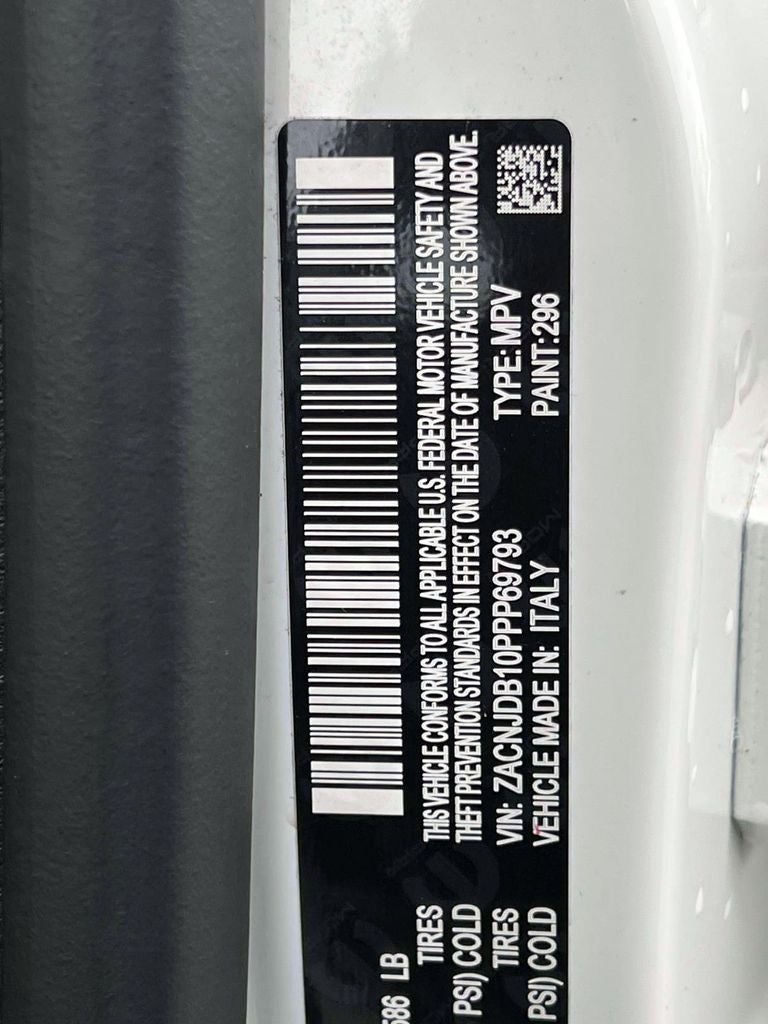 586 LB
TIRES
PSI) COLD
TIRES
PSI) COLD
THIS VEHICLE CONFORMS TO ALL APPLICABLE U.S. FEDERAL MOTOR VEHICLE SAFETY AND
THEFT PREVENTION STANDARDS IN EFFECT ON THE DATE OF MANUFACTURE SHOWN ABOVE.
VIN: ZACNJDB10PPP69793 TYPE: MPV
VEHICLE MADE IN: ITALY PAINT:296